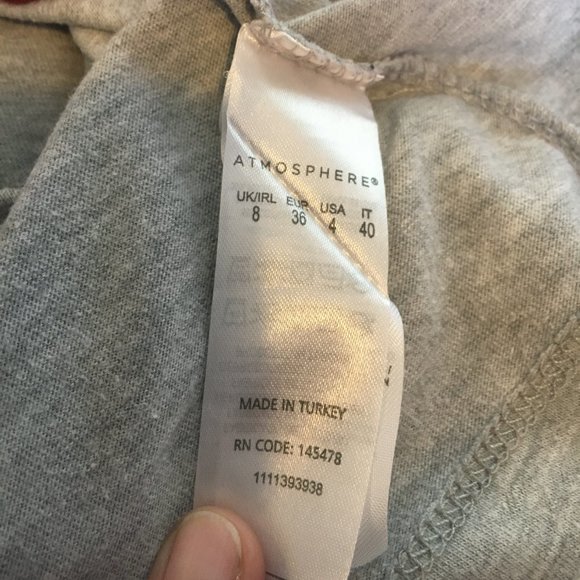 ATMOSPHERE®
UK/IRL EUR USA IT
8 36 4 40
MADE IN TURKEY
RN CODE: 145478
1111393938